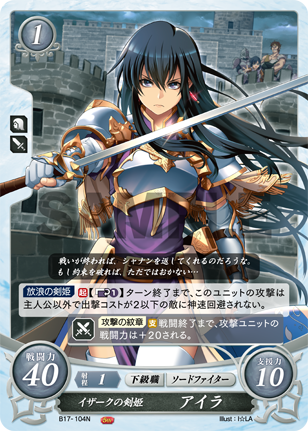 1
SAMPLE
戦いが終われば、シャナンを返してくれるのだろうな。
もし約束を破れば、ただではおかない…
放浪の剣姫 起 【1】ターン終了まで、このユニットの攻撃は
主人公以外で出撃コストが2以下の敵に神速回避されない。
攻撃の紋章 攻 戦闘終了まで、攻撃ユニットの
戦闘力は+20される。
戦闘力
40
射程 1 下級職 ソードファイター
支援力
10
イザークの剣姫 アイラ
B17-104N
Illust : I☆LA